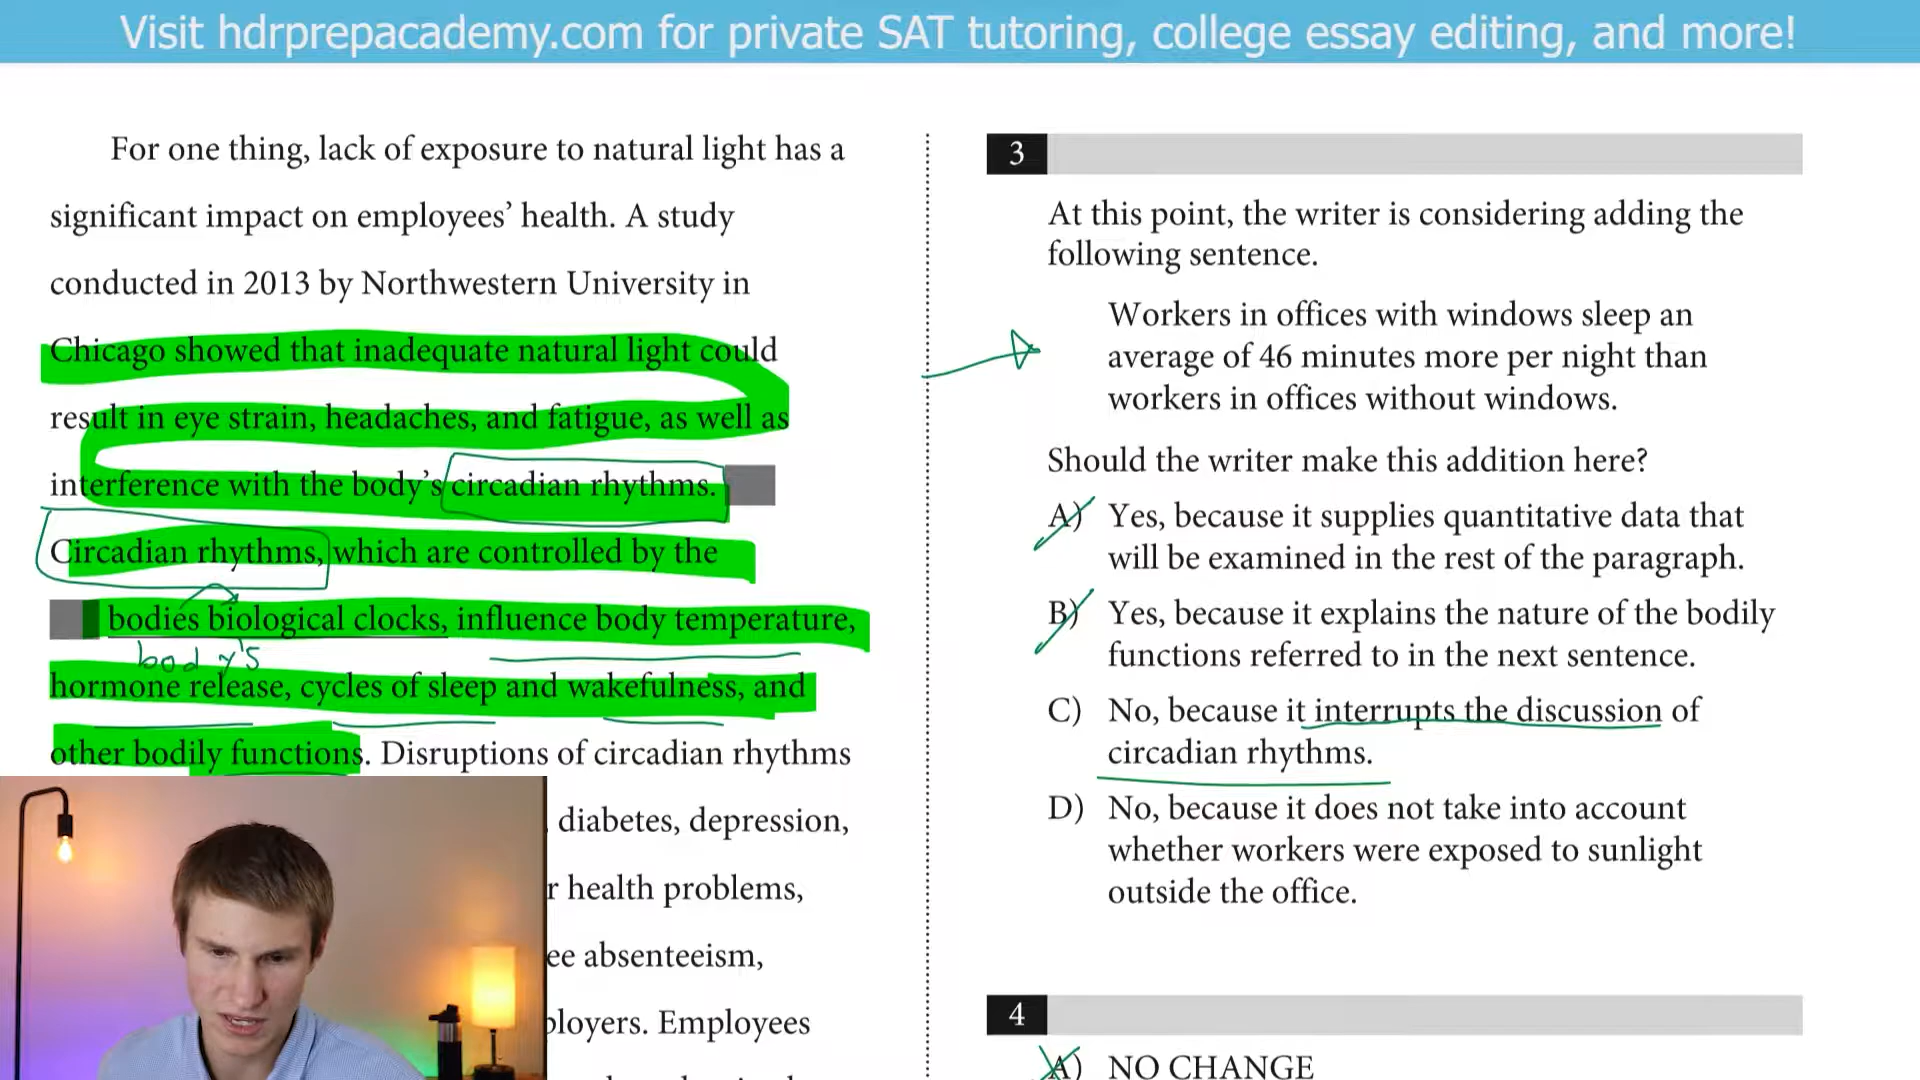 Visit hdrprepacademy.com for private SAT tutoring, college essay editing, and more!
For one thing, lack of exposure to natural light has a
significant impact on employees’ health. A study
conducted in 2013 by Northwestern University in
Chicago showed that inadequate natural light could
result in eye strain, headaches, and fatigue, as well as
interference with the body’s circadian rhythms.
Circadian rhythms, which are controlled by the
bodies biological clocks, influence body temperature,
body's
hormone release, cycles of sleep and wakefulness, and
other bodily functions. Disruptions of circadian rhythms
diabetes, depression,
r health problems,
ee absenteeism,
ployers. Employees
3
At this point, the writer is considering adding the
following sentence.
Workers in offices with windows sleep an
average of 46 minutes more per night than
workers in offices without windows.
Should the writer make this addition here?
A) Yes, because it supplies quantitative data that
will be examined in the rest of the paragraph.
B) Yes, because it explains the nature of the bodily
functions referred to in the next sentence.
C) No, because it interrupts the discussion of
circadian rhythms.
D) No, because it does not take into account
whether workers were exposed to sunlight
outside the office.
4
A) NO CHANGE